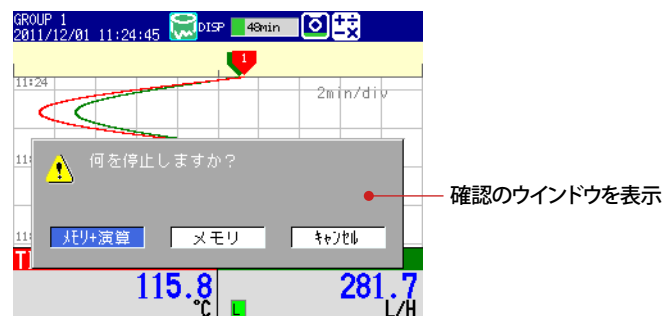 GROUP 1
2011/12/01 11:24:45 DISP 48min
1
11:24
2min/div
何を停止しますか?
確認のウインドウを表示
ﾒﾓﾘ+演算 メモリ ｷｬﾝｾﾙ
115.8 281.7
℃ L L/H